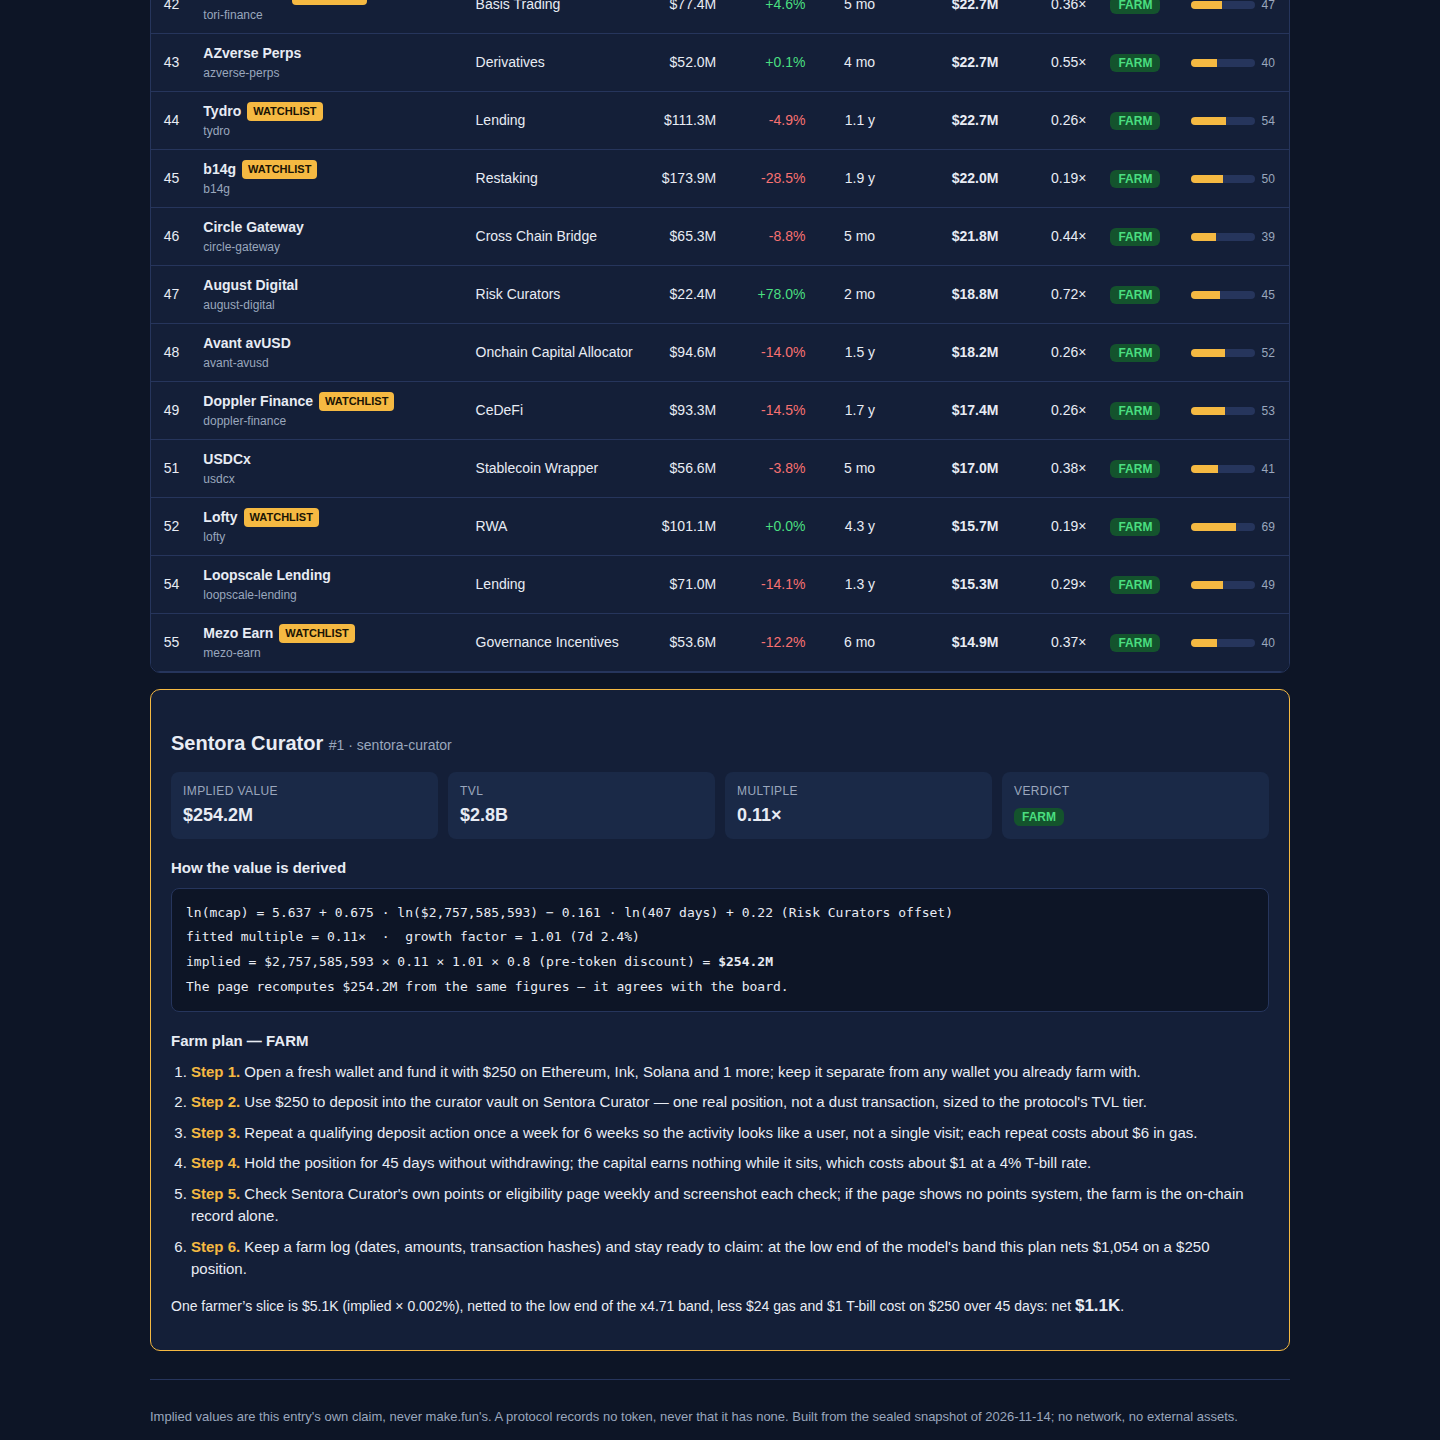 42 Basis Trading $77.4M +4.6% 5 mo $22.7M 0.36× FARM 47
tori-finance
43 AZverse Perps Derivatives $52.0M +0.1% 4 mo $22.7M 0.55× FARM 40
azverse-perps
44 Tydro WATCHLIST Lending $111.3M -4.9% 1.1 y $22.7M 0.26× FARM 54
tydro
45 b14g WATCHLIST Restaking $173.9M -28.5% 1.9 y $22.0M 0.19× FARM 50
b14g
46 Circle Gateway Cross Chain Bridge $65.3M -8.8% 5 mo $21.8M 0.44× FARM 39
circle-gateway
47 August Digital Risk Curators $22.4M +78.0% 2 mo $18.8M 0.72× FARM 45
august-digital
48 Avant avUSD Onchain Capital Allocator $94.6M -14.0% 1.5 y $18.2M 0.26× FARM 52
avant-avusd
49 Doppler Finance WATCHLIST CeDeFi $93.3M -14.5% 1.7 y $17.4M 0.26× FARM 53
doppler-finance
51 USDCx Stablecoin Wrapper $56.6M -3.8% 5 mo $17.0M 0.38× FARM 41
usdcx
52 Lofty WATCHLIST RWA $101.1M +0.0% 4.3 y $15.7M 0.19× FARM 69
lofty
54 Loopscale Lending Lending $71.0M -14.1% 1.3 y $15.3M 0.29× FARM 49
loopscale-lending
55 Mezo Earn WATCHLIST Governance Incentives $53.6M -12.2% 6 mo $14.9M 0.37× FARM 40
mezo-earn
Sentora Curator #1 · sentora-curator
IMPLIED VALUE TVL MULTIPLE VERDICT
$254.2M $2.8B 0.11× FARM
How the value is derived
ln(mcap) = 5.637 + 0.675 · ln($2,757,585,593) − 0.161 · ln(407 days) + 0.22 (Risk Curators offset)
fitted multiple = 0.11× · growth factor = 1.01 (7d 2.4%)
implied = $2,757,585,593 × 0.11 × 1.01 × 0.8 (pre-token discount) = $254.2M
The page recomputes $254.2M from the same figures — it agrees with the board.
Farm plan — FARM
1. Step 1. Open a fresh wallet and fund it with $250 on Ethereum, Ink, Solana and 1 more; keep it separate from any wallet you already farm with.
2. Step 2. Use $250 to deposit into the curator vault on Sentora Curator — one real position, not a dust transaction, sized to the protocol's TVL tier.
3. Step 3. Repeat a qualifying deposit action once a week for 6 weeks so the activity looks like a user, not a single visit; each repeat costs about $6 in gas.
4. Step 4. Hold the position for 45 days without withdrawing; the capital earns nothing while it sits, which costs about $1 at a 4% T-bill rate.
5. Step 5. Check Sentora Curator's own points or eligibility page weekly and screenshot each check; if the page shows no points system, the farm is the on-chain
record alone.
6. Step 6. Keep a farm log (dates, amounts, transaction hashes) and stay ready to claim: at the low end of the model's band this plan nets $1,054 on a $250
position.
One farmer’s slice is $5.1K (implied × 0.002%), netted to the low end of the x4.71 band, less $24 gas and $1 T-bill cost on $250 over 45 days: net $1.1K.
Implied values are this entry's own claim, never make.fun's. A protocol records no token, never that it has none. Built from the sealed snapshot of 2026-11-14; no network, no external assets.